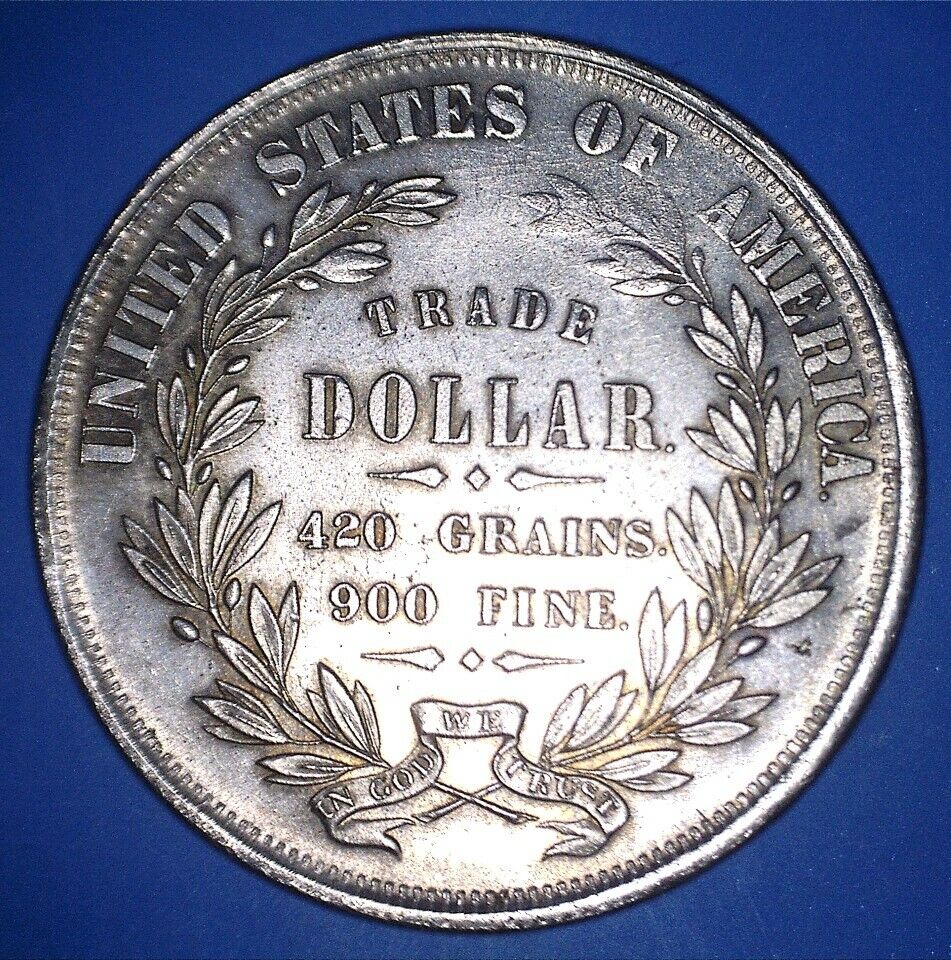 UNITED STATES OF AMERICA.
TRADE
DOLLAR.
420 GRAINS.
900 FINE.
IN GOD WE TRUST